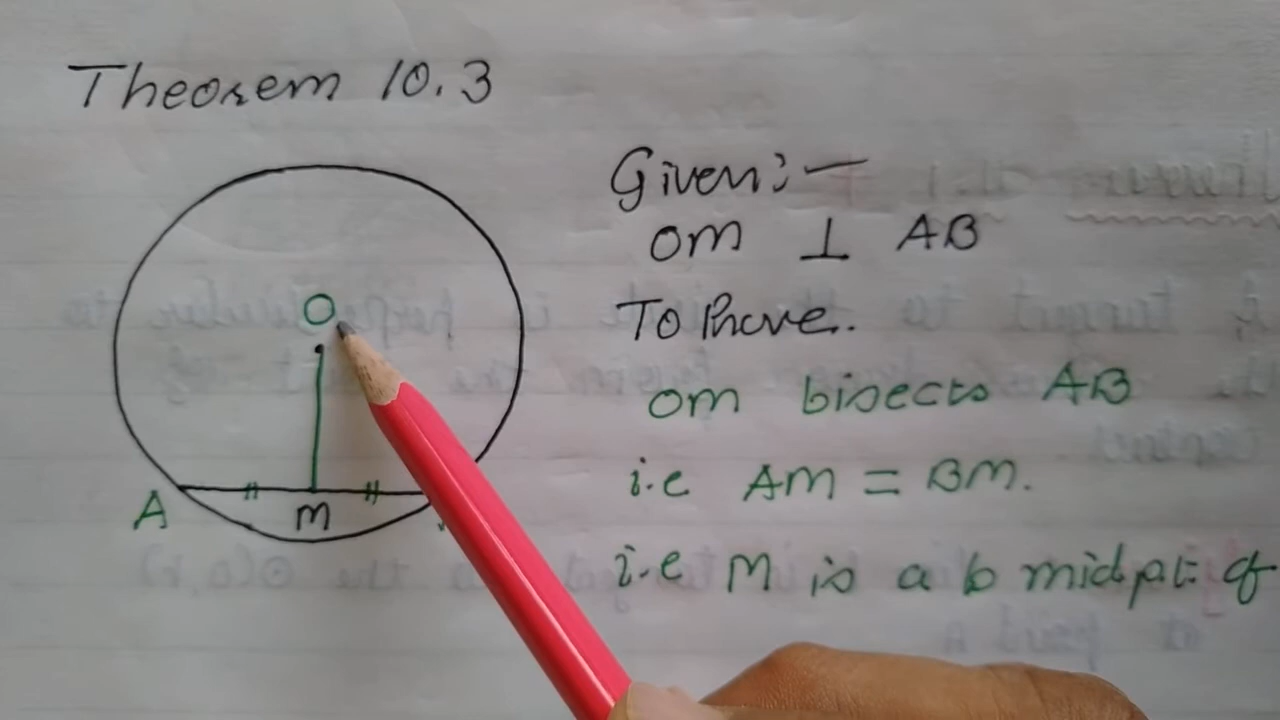 Theorem 10.3
Given:-
om ⊥ AB
To Prove.
om bisects AB
i.e AM = BM.
i.e M is a b midpt. of
O
A
M